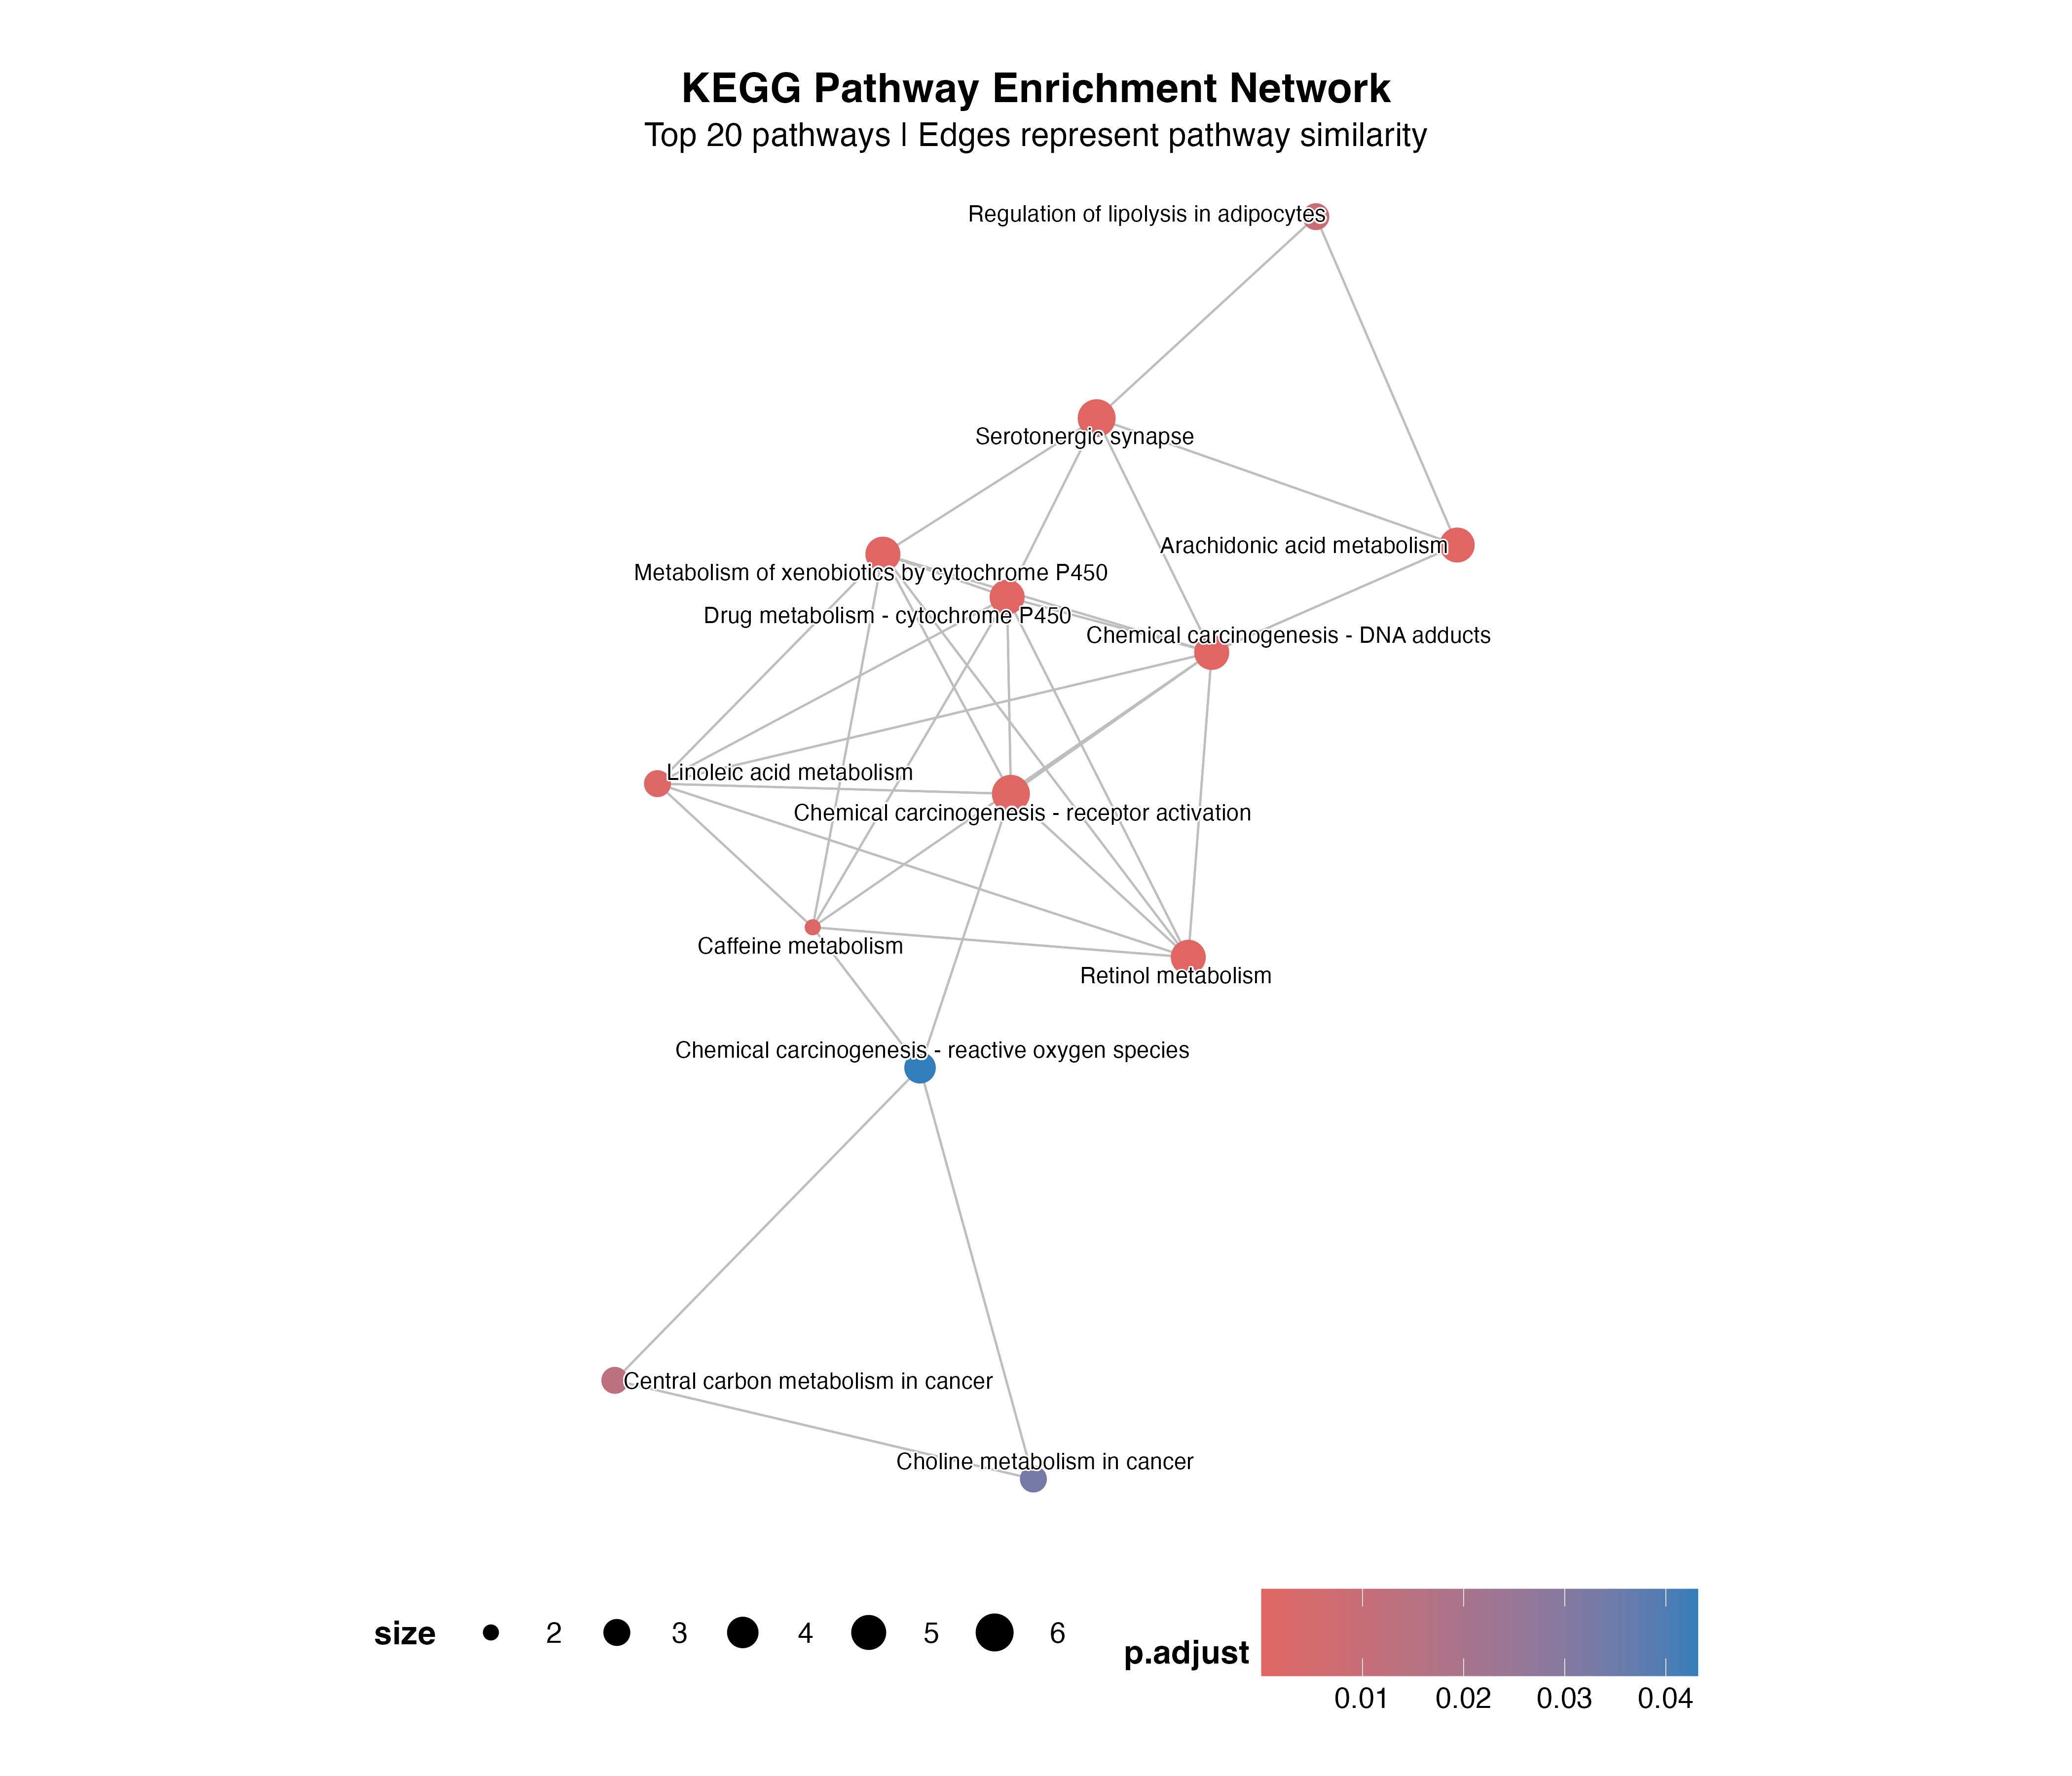 KEGG Pathway Enrichment Network
Top 20 pathways | Edges represent pathway similarity
Regulation of lipolysis in adipocytes
Serotonergic synapse
Arachidonic acid metabolism
Metabolism of xenobiotics by cytochrome P450
Drug metabolism - cytochrome P450
Chemical carcinogenesis - DNA adducts
Linoleic acid metabolism
Chemical carcinogenesis - receptor activation
Caffeine metabolism
Retinol metabolism
Chemical carcinogenesis - reactive oxygen species
Central carbon metabolism in cancer
Choline metabolism in cancer
size 2 3 4 5 6
p.adjust
0.01 0.02 0.03 0.04